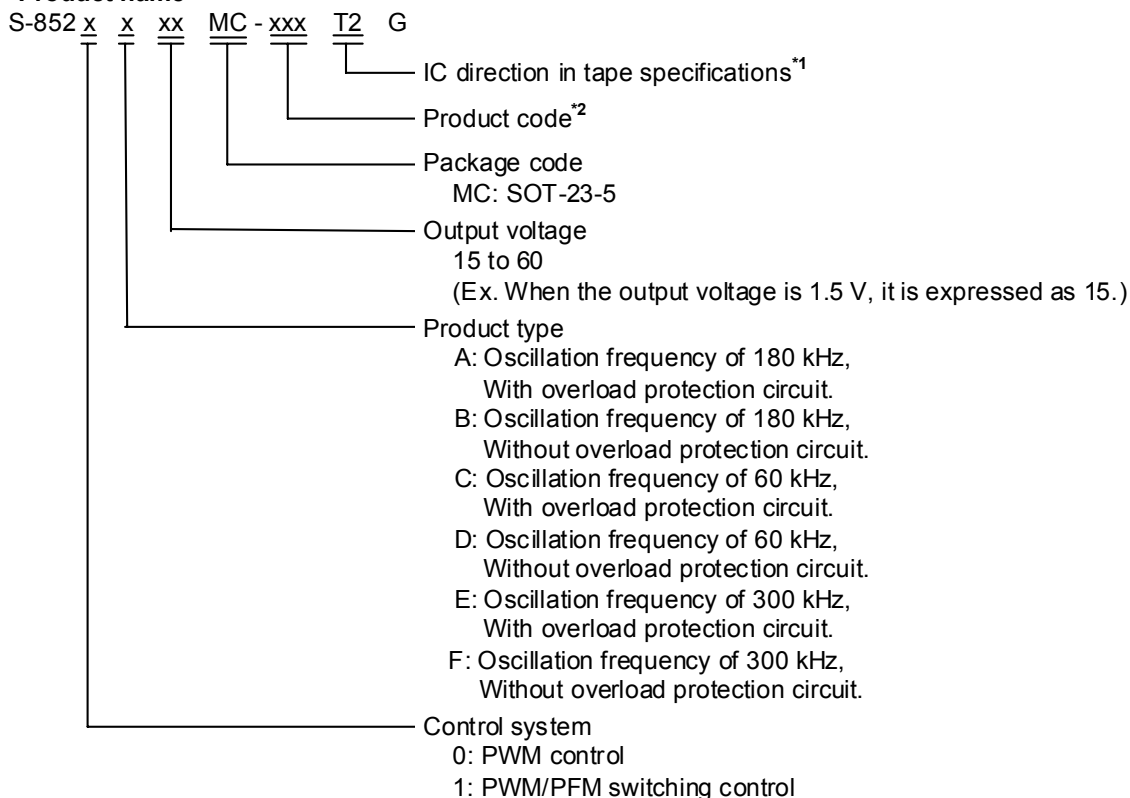 S-852 x x xx MC - xxx T2 G
IC direction in tape specifications*1
Product code*2
Package code
MC: SOT-23-5
Output voltage
15 to 60
(Ex. When the output voltage is 1.5 V, it is expressed as 15.)
Product type
A: Oscillation frequency of 180 kHz,
With overload protection circuit.
B: Oscillation frequency of 180 kHz,
Without overload protection circuit.
C: Oscillation frequency of 60 kHz,
With overload protection circuit.
D: Oscillation frequency of 60 kHz,
Without overload protection circuit.
E: Oscillation frequency of 300 kHz,
With overload protection circuit.
F: Oscillation frequency of 300 kHz,
Without overload protection circuit.
Control system
0: PWM control
1: PWM/PFM switching control